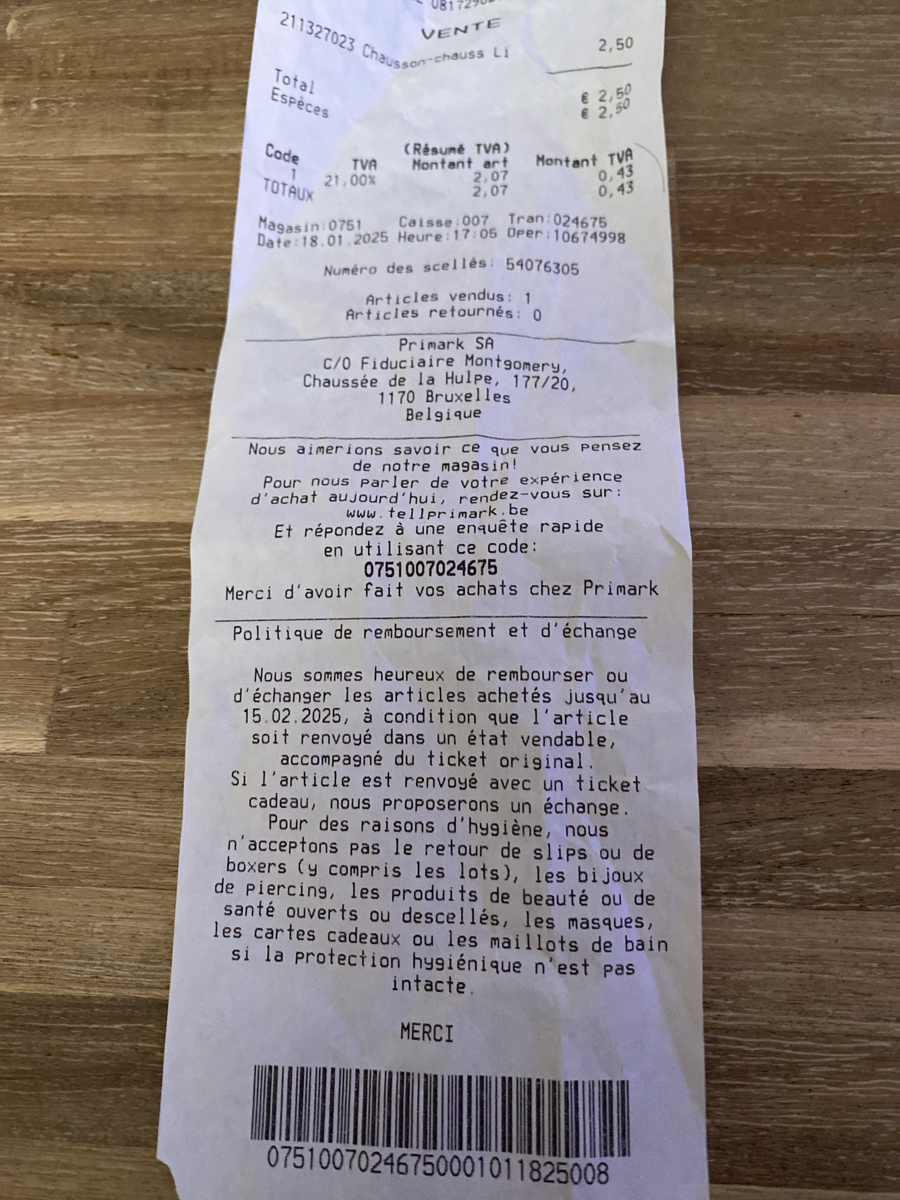 VENTE
211327023 Chausson-chauss Li 2,50
Total € 2,50
Espèces € 2,50
(Résumé TVA)
Code TVA Montant art Montant TVA
1 21,00% 2,07 0,43
TOTAUX 2,07 0,43
Magasin:0751 Caisse:007 Tran:024675
Date:18.01.2025 Heure:17:05 Oper:10674998
Numéro des scellés: 54076305
Articles vendus: 1
Articles retournés: 0
Primark SA
C/O Fiduciaire Montgomery,
Chaussée de la Hulpe, 177/20,
1170 Bruxelles
Belgique
Nous aimerions savoir ce que vous pensez
de notre magasin!
Pour nous parler de votre expérience
d'achat aujourd'hui, rendez-vous sur:
www.tellprimark.be
Et répondez à une enquête rapide
en utilisant ce code:
0751007024675
Merci d'avoir fait vos achats chez Primark
Politique de remboursement et d'échange
Nous sommes heureux de rembourser ou
d'échanger les articles achetés jusqu'au
15.02.2025, à condition que l'article
soit renvoyé dans un état vendable,
accompagné du ticket original.
Si l'article est renvoyé avec un ticket
cadeau, nous proposerons un échange.
Pour des raisons d'hygiène, nous
n'acceptons pas le retour de slips ou de
boxers (y compris les lots), les bijoux
de piercing, les produits de beauté ou de
santé ouverts ou descellés, les masques,
les cartes cadeaux ou les maillots de bain
si la protection hygiénique n'est pas
intacte.
MERCI
07510070246750001011825008